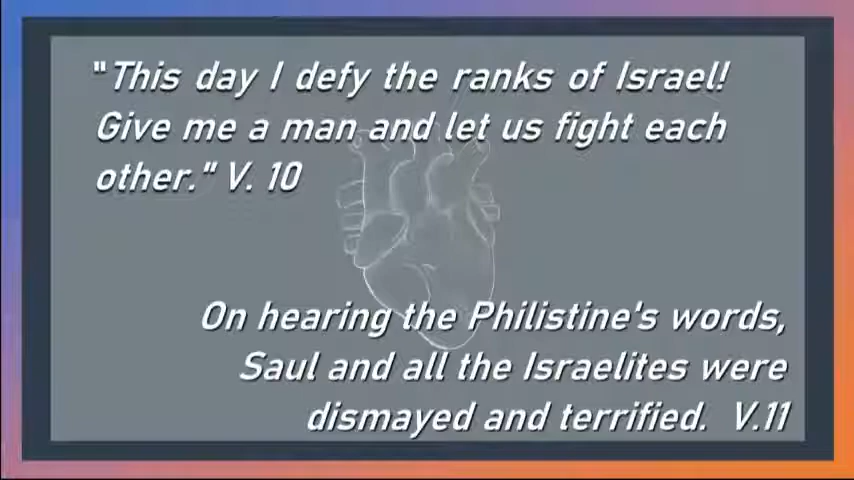 "This day I defy the ranks of Israel!
Give me a man and let us fight each
other." V. 10
On hearing the Philistine's words,
Saul and all the Israelites were
dismayed and terrified. V.11